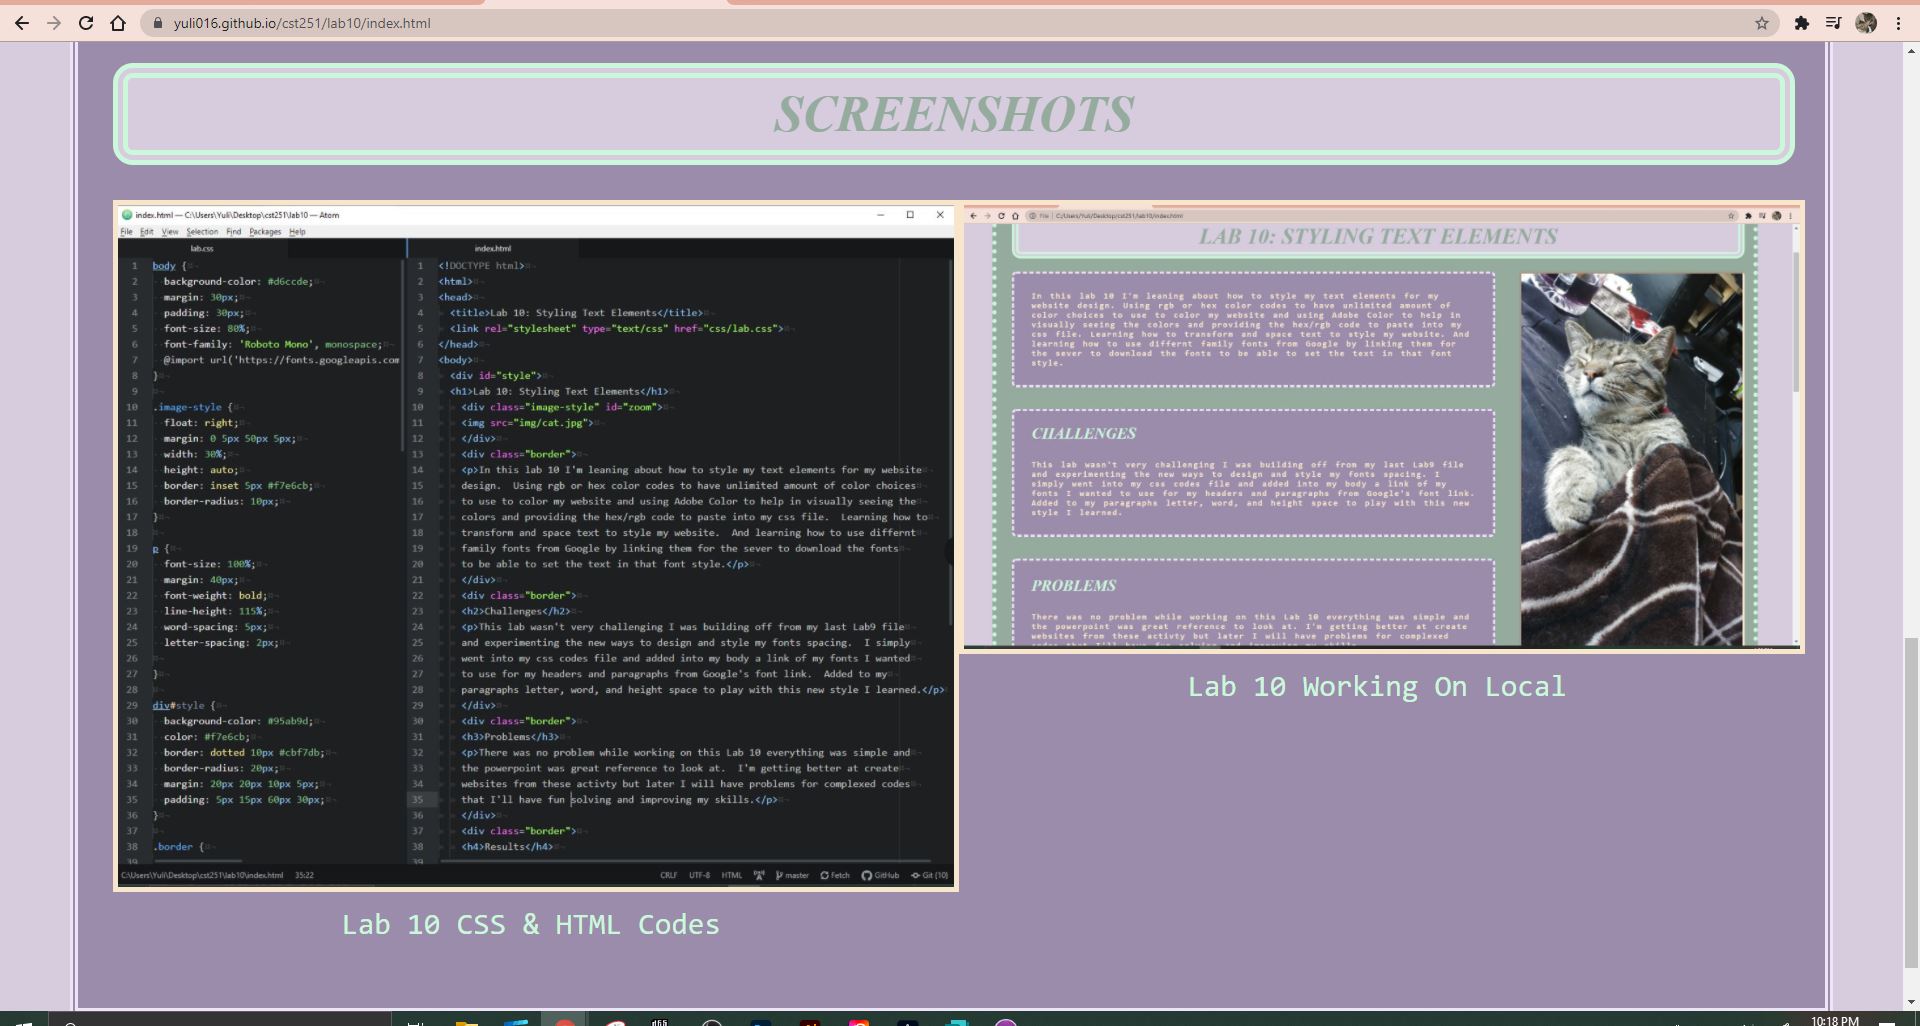 yuli016.github.io/cst251/lab10/index.html
SCREENSHOTS
index.html — C:\Users\Yuli\Desktop\cst251\lab10 — Atom
File Edit View Selection Find Packages Help
lab.css
index.html
1 body {
2 background-color: #d6ccde;
3 margin: 30px;
4 padding: 30px;
5 font-size: 80%;
6 font-family: 'Roboto Mono', monospace;
7 @import url('https://fonts.googleapis.com
8 }
9
10 .image-style {
11 float: right;
12 margin: 0 5px 50px 5px;
13 width: 30%;
14 height: auto;
15 border: inset 5px #f7e6cb;
16 border-radius: 10px;
17 }
18
19 p {
20 font-size: 100%;
21 margin: 40px;
22 font-weight: bold;
23 line-height: 115%;
24 word-spacing: 5px;
25 letter-spacing: 2px;
26
27 }
28
29 div#style {
30 background-color: #95ab9d;
31 color: #f7e6cb;
32 border: dotted 10px #cbf7db;
33 border-radius: 20px;
34 margin: 20px 20px 10px 5px;
35 padding: 5px 15px 60px 30px;
36 }
37
38 .border {
39
1 <!DOCTYPE html>
2 <html>
3 <head>
4 <title>Lab 10: Styling Text Elements</title>
5 <link rel="stylesheet" type="text/css" href="css/lab.css">
6 </head>
7 <body>
8 <div id="style">
9 <h1>Lab 10: Styling Text Elements</h1>
10 <div class="image-style" id="zoom">
11 <img src="img/cat.jpg">
12 </div>
13 <div class="border">
14 <p>In this lab 10 I'm leaning about how to style my text elements for my website
15 design.  Using rgb or hex color codes to have unlimited amount of color choices
16 to use to color my website and using Adobe Color to help in visually seeing the
17 colors and providing the hex/rgb code to paste into my css file.  Learning how to
18 transform and space text to style my website.  And learning how to use differnt
19 family fonts from Google by linking them for the sever to download the fonts
20 to be able to set the text in that font style.</p>
21 </div>
22 <div class="border">
23 <h2>Challenges</h2>
24 <p>This lab wasn't very challenging I was building off from my last Lab9 file
25 and experimenting the new ways to design and style my fonts spacing.  I simply
26 went into my css codes file and added into my body a link of my fonts I wanted
27 to use for my headers and paragraphs from Google's font link.  Added to my
28 paragraphs letter, word, and height space to play with this new style I learned.</p>
29 </div>
30 <div class="border">
31 <h3>Problems</h3>
32 <p>There was no problem while working on this Lab 10 everything was simple and
33 the powerpoint was great reference to look at.  I'm getting better at create
34 websites from these activty but later I will have problems for complexed codes
35 that I'll have fun solving and improving my skills.</p>
36 </div>
37 <div class="border">
38 <h4>Results</h4>
39
C:\Users\Yuli\Desktop\cst251\lab10\index.html 35:22
CRLF UTF-8 HTML master Fetch GitHub Git (10)
Lab 10 CSS & HTML Codes
File | C:/Users/Yuli/Desktop/cst251/lab10/index.html
LAB 10: STYLING TEXT ELEMENTS
In this lab 10 I'm leaning about how to style my text elements for my
website design. Using rgb or hex color codes to have unlimited amount of
color choices to use to color my website and using Adobe Color to help in
visually seeing the colors and providing the hex/rgb code to paste into my
css file. Learning how to transform and space text to style my website. And
learning how to use differnt family fonts from Google by linking them for
the sever to download the fonts to be able to set the text in that font
style.
CHALLENGES
This lab wasn't very challenging I was building off from my last Lab9 file
and experimenting the new ways to design and style my fonts spacing. I
simply went into my css codes file and added into my body a link of my
fonts I wanted to use for my headers and paragraphs from Google's font link.
Added to my paragraphs letter, word, and height space to play with this new
style I learned.
PROBLEMS
There was no problem while working on this Lab 10 everything was simple and
the powerpoint was great reference to look at. I'm getting better at create
websites from these activty but later I will have problems for complexed
codes that I'll have fun solving and improving my skills.
Lab 10 Working On Local
10:18 PM